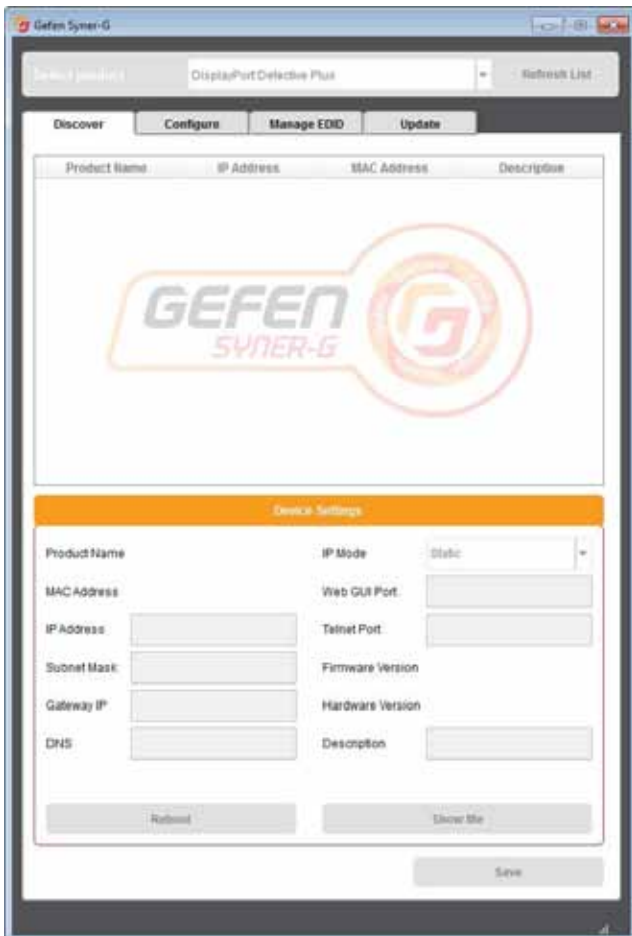 Gefen Syner-G
Select product DisplayPort Detective Plus Refresh List
Discover Configure Manage EDID Update
Product Name IP Address MAC Address Description
GEFEN
SYNER-G
Device Settings
Product Name IP Mode Static
MAC Address Web GUI Port
IP Address Telnet Port
Subnet Mask Firmware Version
Gateway IP Hardware Version
DNS Description
Reboot Show Me
Save